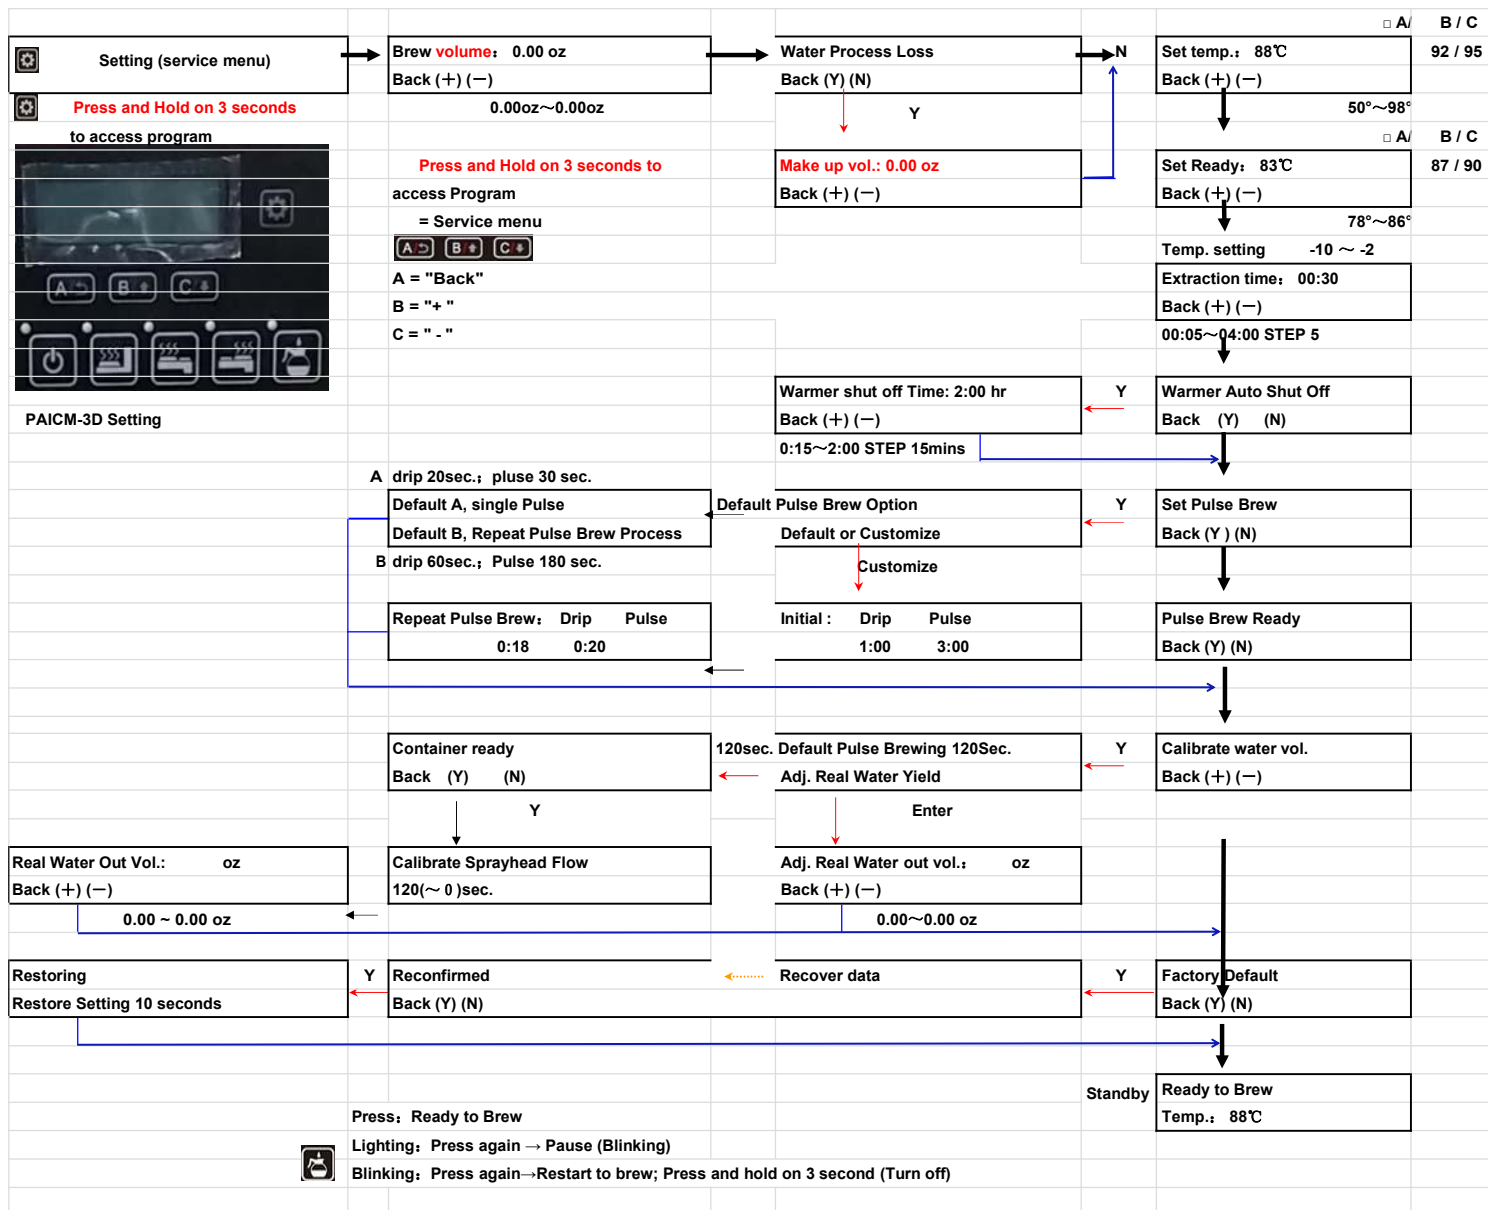 □ A/ B / C
Setting (service menu)
Brew volume: 0.00 oz
Back (+) (—)
Water Process Loss
Back (Y) (N)
N
Set temp.: 88℃
Back (+) (—)
92 / 95
Press and Hold on 3 seconds
to access program
0.00oz～0.00oz
Y
50°～98°
□ A/ B / C
Press and Hold on 3 seconds to
access Program
= Service menu
Make up vol.: 0.00 oz
Back (+) (—)
Set Ready: 83℃
Back (+) (—)
87 / 90
78°～86°
A B C
A = "Back"
B = "+ "
C = " - "
Temp. setting -10 ～ -2
Extraction time: 00:30
Back (+) (—)
00:05～04:00 STEP 5
A B C
PAICM-3D Setting
Warmer shut off Time: 2:00 hr
Back (+) (—)
0:15～2:00 STEP 15mins
Y
Warmer Auto Shut Off
Back (Y) (N)
A drip 20sec.; pluse 30 sec.
Default A, single Pulse
Default B, Repeat Pulse Brew Process
B drip 60sec.; Pulse 180 sec.
Default Pulse Brew Option
Default or Customize
Customize
Y
Set Pulse Brew
Back (Y ) (N)
Repeat Pulse Brew: Drip Pulse
0:18 0:20
Initial : Drip Pulse
1:00 3:00
Pulse Brew Ready
Back (Y) (N)
Container ready
Back (Y) (N)
Y
120sec. Default Pulse Brewing 120Sec.
Adj. Real Water Yield
Enter
Y
Calibrate water vol.
Back (+) (—)
Real Water Out Vol.: oz
Back (+) (—)
0.00 ~ 0.00 oz
Calibrate Sprayhead Flow
120(～ 0 )sec.
Adj. Real Water out vol.: oz
Back (+) (—)
0.00～0.00 oz
Restoring
Restore Setting 10 seconds
Y
Reconfirmed
Back (Y) (N)
Recover data
Y
Factory Default
Back (Y) (N)
Standby
Ready to Brew
Temp.: 88℃
Press: Ready to Brew
Lighting: Press again → Pause (Blinking)
Blinking: Press again→Restart to brew; Press and hold on 3 second (Turn off)